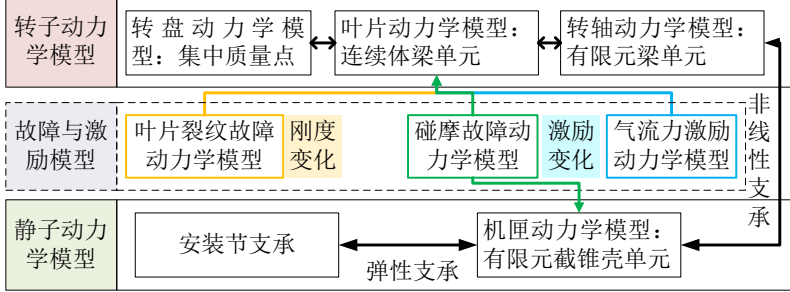 转子动力
学模型
转盘动力学模
型：集中质量点
叶片动力学模型：
连续体梁单元
转轴动力学模型：
有限元梁单元
非线性支承
故障与激
励模型
叶片裂纹故障
动力学模型
刚度
变化
碰摩故障动
力学模型
激励
变化
气流力激励
动力学模型
静子动力
学模型
安装节支承
弹性支承
机匣动力学模型：
有限元截锥壳单元